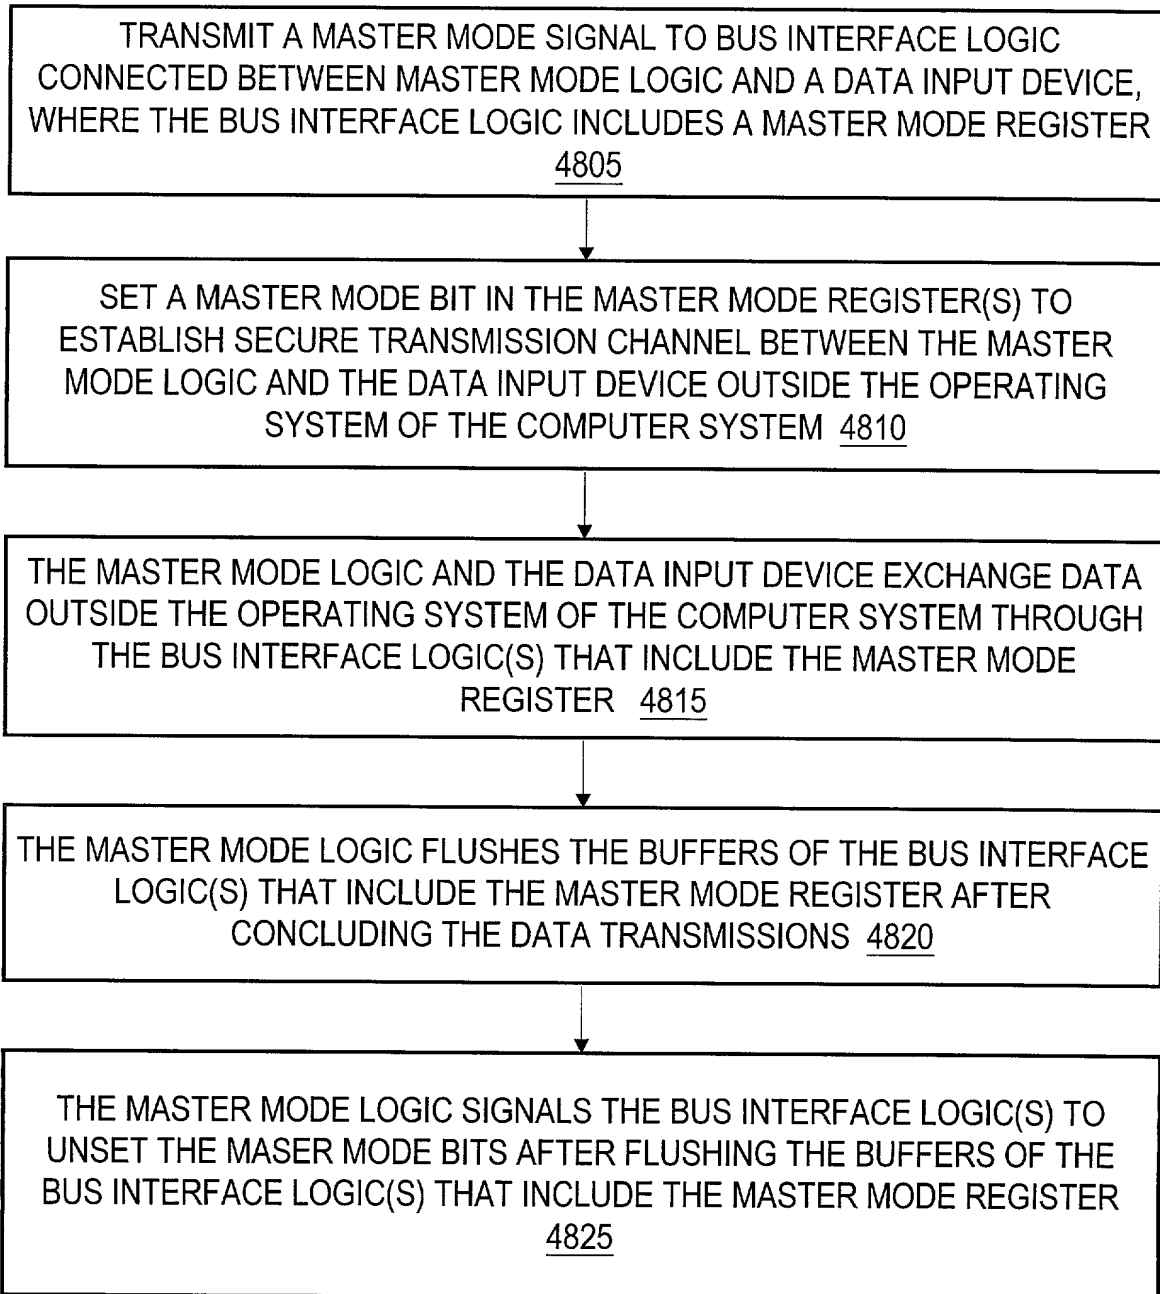 TRANSMIT A MASTER MODE SIGNAL TO BUS INTERFACE LOGIC
CONNECTED BETWEEN MASTER MODE LOGIC AND A DATA INPUT DEVICE,
WHERE THE BUS INTERFACE LOGIC INCLUDES A MASTER MODE REGISTER
4805
SET A MASTER MODE BIT IN THE MASTER MODE REGISTER(S) TO
ESTABLISH SECURE TRANSMISSION CHANNEL BETWEEN THE MASTER
MODE LOGIC AND THE DATA INPUT DEVICE OUTSIDE THE OPERATING
SYSTEM OF THE COMPUTER SYSTEM 4810
THE MASTER MODE LOGIC AND THE DATA INPUT DEVICE EXCHANGE DATA
OUTSIDE THE OPERATING SYSTEM OF THE COMPUTER SYSTEM THROUGH
THE BUS INTERFACE LOGIC(S) THAT INCLUDE THE MASTER MODE
REGISTER 4815
THE MASTER MODE LOGIC FLUSHES THE BUFFERS OF THE BUS INTERFACE
LOGIC(S) THAT INCLUDE THE MASTER MODE REGISTER AFTER
CONCLUDING THE DATA TRANSMISSIONS 4820
THE MASTER MODE LOGIC SIGNALS THE BUS INTERFACE LOGIC(S) TO
UNSET THE MASER MODE BITS AFTER FLUSHING THE BUFFERS OF THE
BUS INTERFACE LOGIC(S) THAT INCLUDE THE MASTER MODE REGISTER
4825